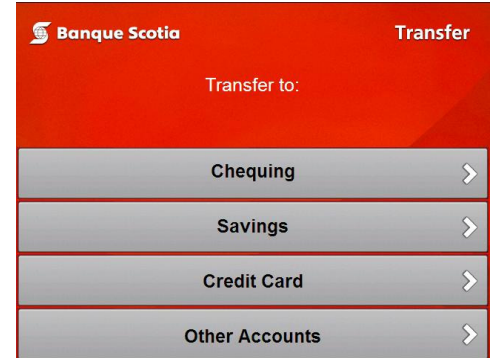 Banque Scotia
Transfer
Transfer to:
Chequing
Savings
Credit Card
Other Accounts